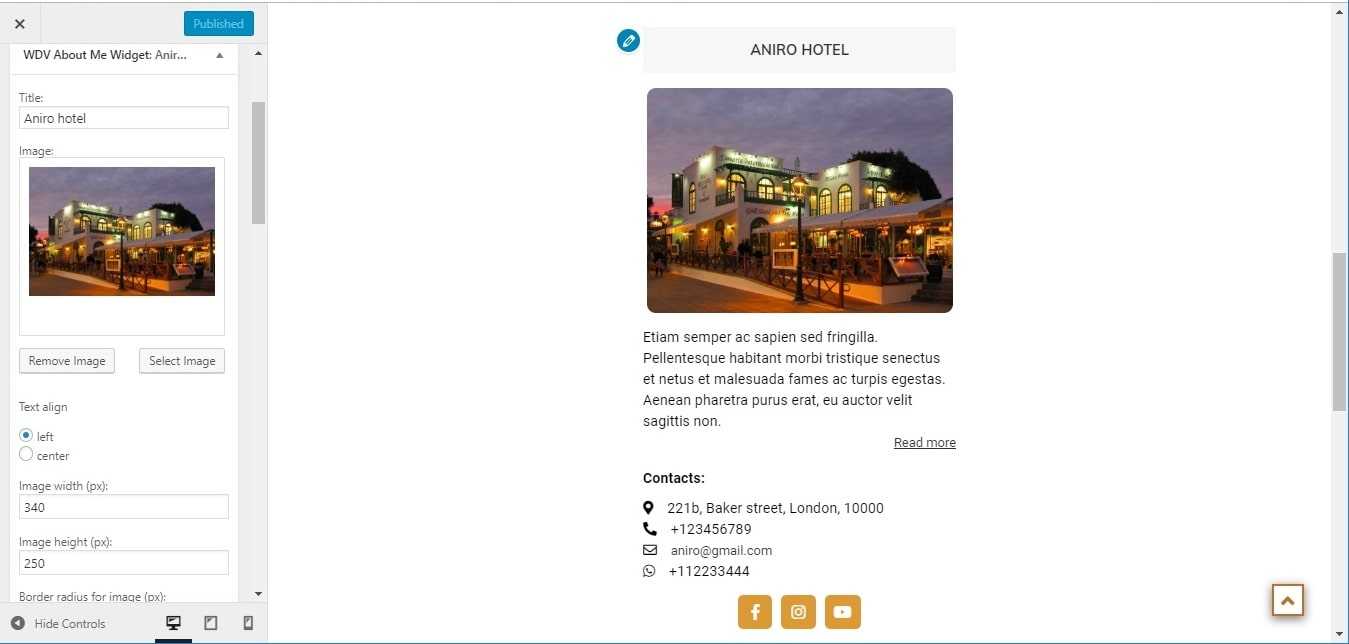 Published
WDV About Me Widget: Anir...
Title:
Aniro hotel
Image:
Remove Image
Select Image
Text align
left
center
Image width (px):
340
Image height (px):
250
Border radius for image (px):
Hide Controls
ANIRO HOTEL
Etiam semper ac sapien sed fringilla.
Pellentesque habitant morbi tristique senectus
et netus et malesuada fames ac turpis egestas.
Aenean pharetra purus erat, eu auctor velit
sagittis non.
Read more
Contacts:
221b, Baker street, London, 10000
+123456789
aniro@gmail.com
+112233444